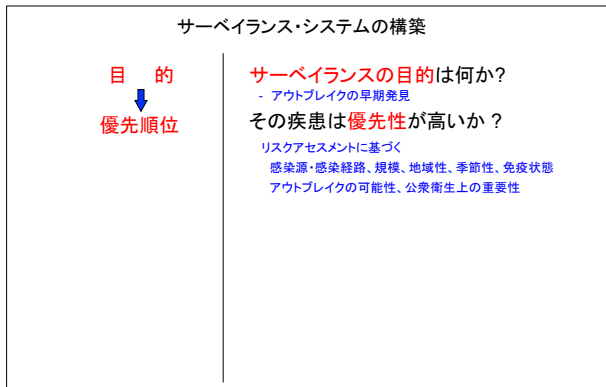 サーベイランス・システムの構築
目　的
サーベイランスの目的は何か?
- アウトブレイクの早期発見
優先順位
その疾患は優先性が高いか？
リスクアセスメントに基づく
感染源・感染経路、規模、地域性、季節性、免疫状態
アウトブレイクの可能性、公衆衛生上の重要性